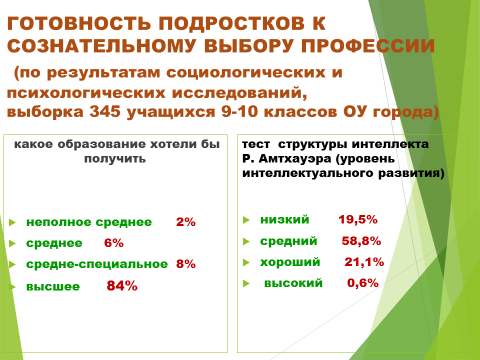 ГОТОВНОСТЬ ПОДРОСТКОВ К
СОЗНАТЕЛЬНОМУ ВЫБОРУ ПРОФЕССИИ
(по результатам социологических и
психологических исследований,
выборка 345 учащихся 9-10 классов ОУ города)
какое образование хотели бы
получить
неполное среднее 2%
среднее 6%
средне-специальное 8%
высшее 84%
тест структуры интеллекта
Р. Амтхауэра (уровень
интеллектуального развития)
низкий 19,5%
средний 58,8%
хороший 21,1%
высокий 0,6%